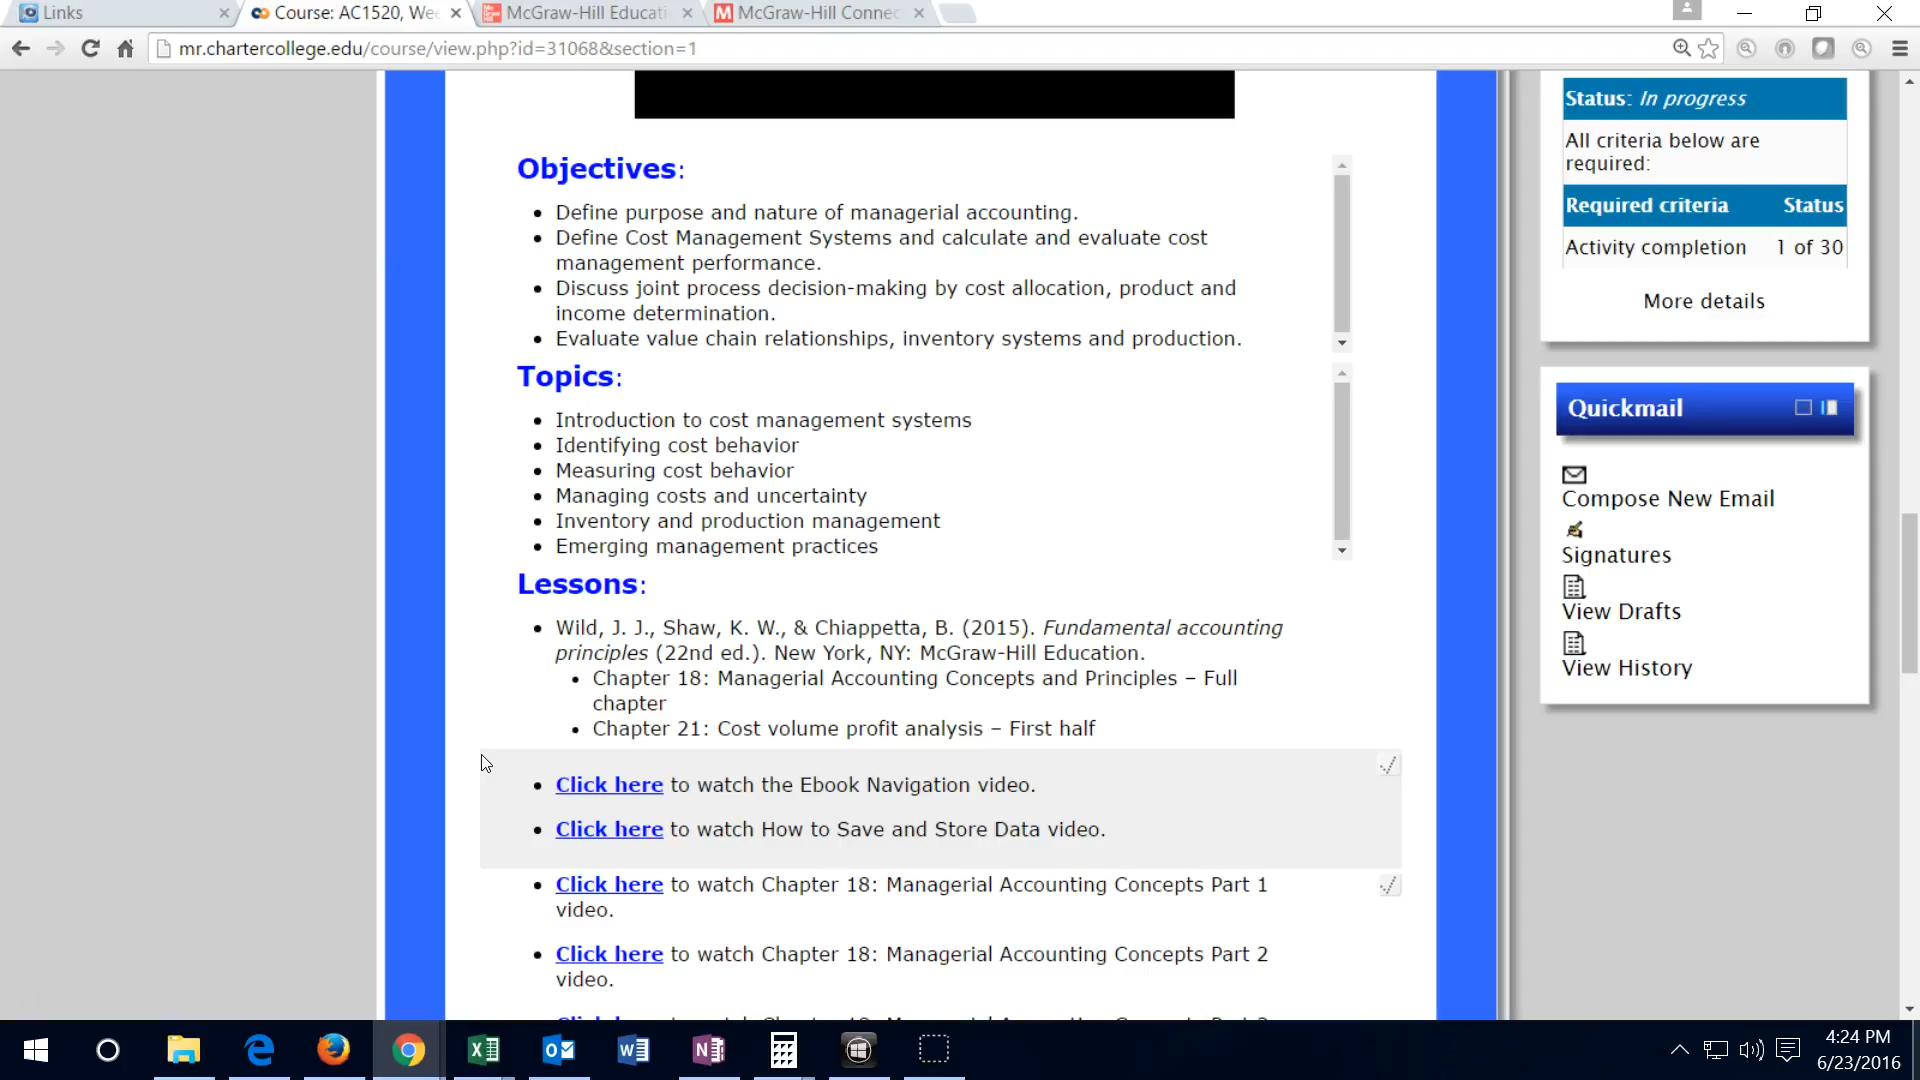 Links
Course: AC1520, Wee
McGraw-Hill Educati
McGraw-Hill Connec
mr.chartercollege.edu/course/view.php?id=31068&section=1
Objectives:
Define purpose and nature of managerial accounting.
Define Cost Management Systems and calculate and evaluate cost
management performance.
Discuss joint process decision-making by cost allocation, product and
income determination.
Evaluate value chain relationships, inventory systems and production.
Topics:
Introduction to cost management systems
Identifying cost behavior
Measuring cost behavior
Managing costs and uncertainty
Inventory and production management
Emerging management practices
Lessons:
Wild, J. J., Shaw, K. W., & Chiappetta, B. (2015). Fundamental accounting
principles (22nd ed.). New York, NY: McGraw-Hill Education.
Chapter 18: Managerial Accounting Concepts and Principles – Full
chapter
Chapter 21: Cost volume profit analysis – First half
Click here to watch the Ebook Navigation video.
Click here to watch How to Save and Store Data video.
Click here to watch Chapter 18: Managerial Accounting Concepts Part 1
video.
Click here to watch Chapter 18: Managerial Accounting Concepts Part 2
video.
Status: In progress
All criteria below are
required:
Required criteria Status
Activity completion 1 of 30
More details
Quickmail
Compose New Email
Signatures
View Drafts
View History
4:24 PM
6/23/2016